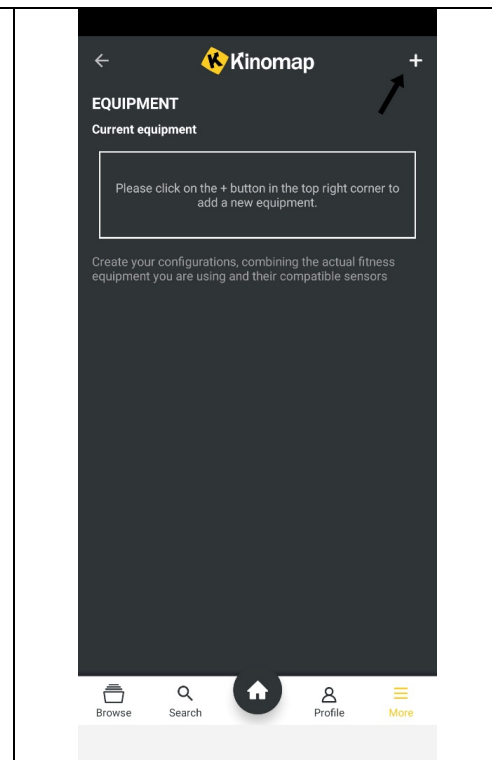 Kinomap
+
EQUIPMENT
Current equipment
Please click on the + button in the top right corner to
add a new equipment.
Create your configurations, combining the actual fitness
equipment you are using and their compatible sensors
Browse Search Profile More